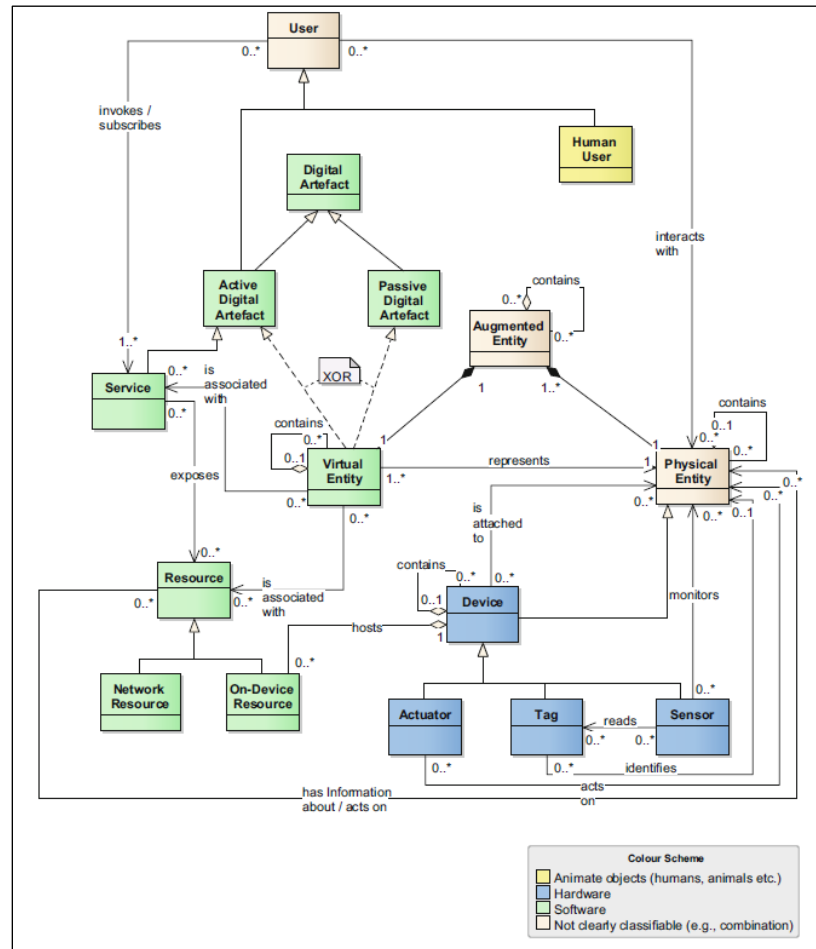 User
0..*
0..*
0..*
invokes /
subscribes
Human
User
Digital
Artefact
interacts
with
Active
Digital
Artefact
Passive
Digital
Artefact
contains
0..*
0..*
Augmented
Entity
1..*
XOR
0..*
is
associated
with
Service
0..*
1
1..*
contains
0..1
0..*
0..*
contains
0..*
0..1
1
1
Virtual
Entity
represents
1
Physical
Entity
exposes
0..*
1..*
0..*
0..*
0..1
0..*
0..*
is
attached
to
0..*
Resource
0..*
0..*
is
associated
with
contains
0..*
0..*
0..1
Device
monitors
hosts
1
0..*
0..*
Network
Resource
On-Device
Resource
Actuator
Tag
reads
Sensor
0..*
0..*
0..*
0..*
identifies
has Information
about / acts on
acts
on
Colour Scheme
Animate objects (humans, animals etc.)
Hardware
Software
Not clearly classifiable (e.g., combination)